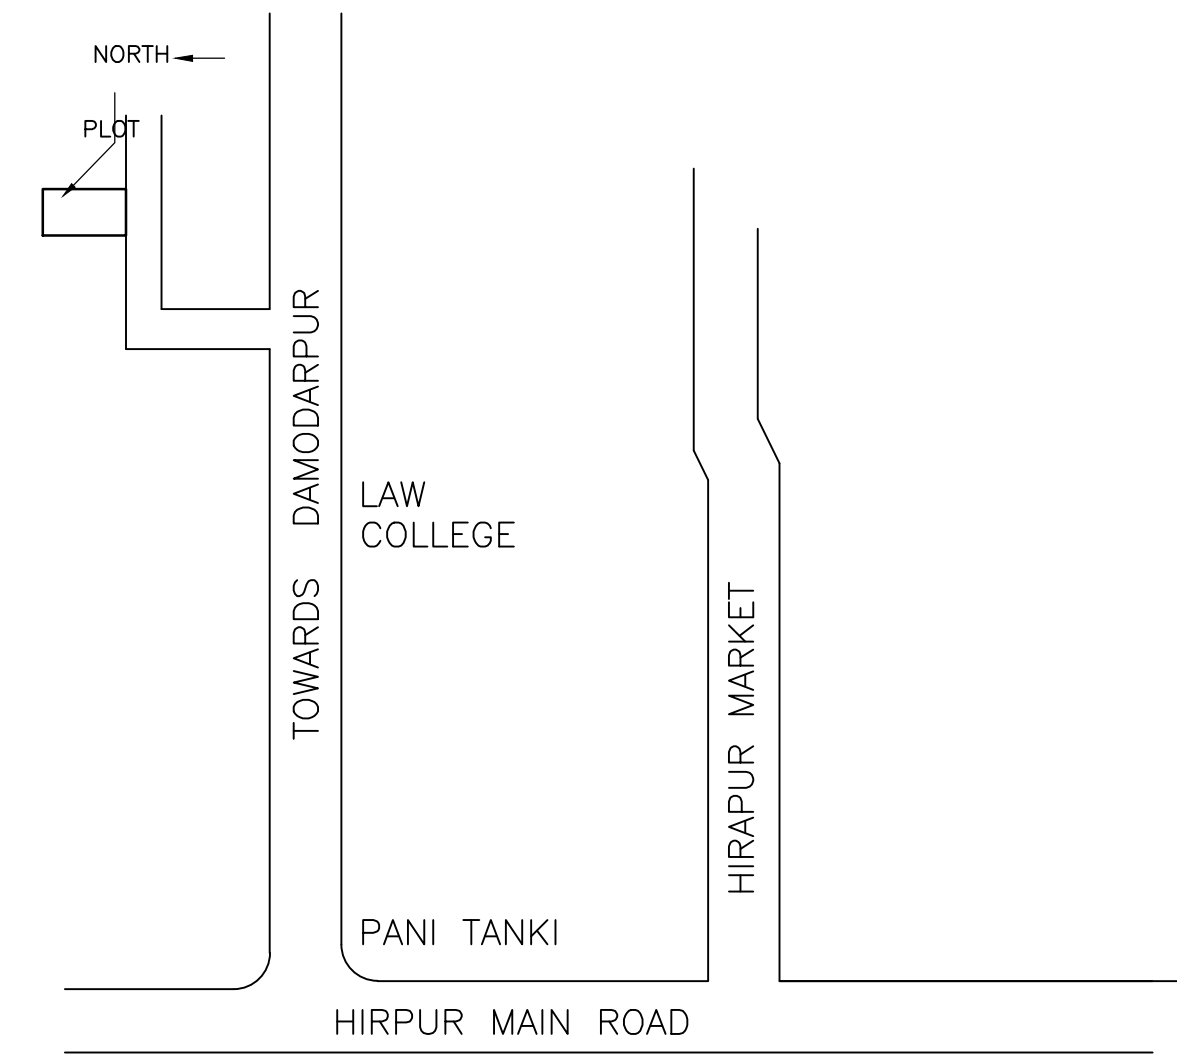 NORTH
PLOT
TOWARDS DAMODARPUR
LAW
COLLEGE
HIRAPUR MARKET
PANI TANKI
HIRPUR MAIN ROAD